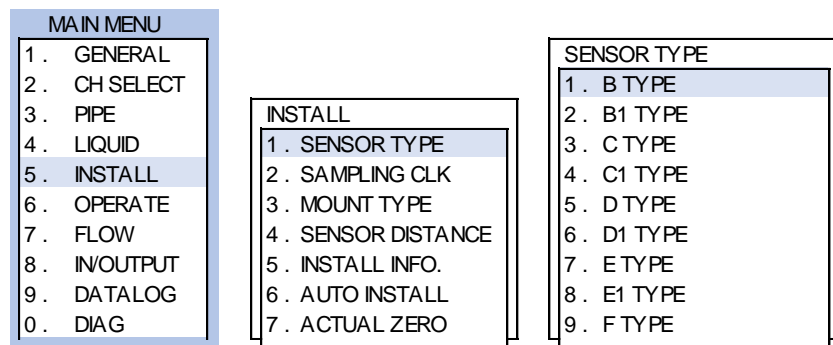 MAIN MENU
1 . GENERAL
2 . CH SELECT
3 . PIPE
4 . LIQUID
5 . INSTALL
6 . OPERATE
7 . FLOW
8 . IN/OUTPUT
9 . DATALOG
0 . DIAG
INSTALL
1 . SENSOR TYPE
2 . SAMPLING CLK
3 . MOUNT TYPE
4 . SENSOR DISTANCE
5 . INSTALL INFO.
6 . AUTO INSTALL
7 . ACTUAL ZERO
SENSOR TYPE
1 . B TYPE
2 . B1 TYPE
3 . C TYPE
4 . C1 TYPE
5 . D TYPE
6 . D1 TYPE
7 . E TYPE
8 . E1 TYPE
9 . F TYPE